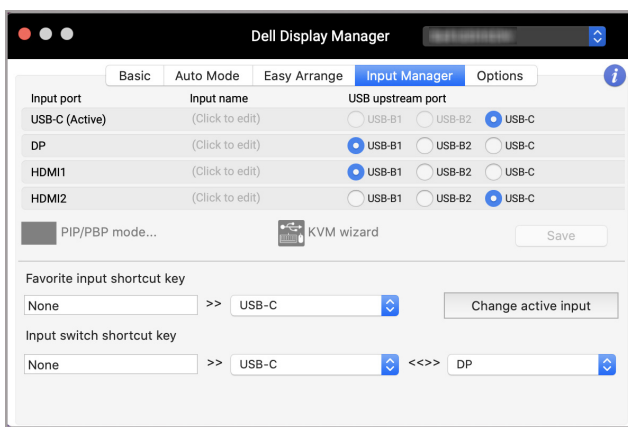 Dell Display Manager
Basic Auto Mode Easy Arrange Input Manager Options i
Input port Input name USB upstream port
USB-C (Active) (Click to edit) USB-B1 USB-B2 USB-C
DP (Click to edit) USB-B1 USB-B2 USB-C
HDMI1 (Click to edit) USB-B1 USB-B2 USB-C
HDMI2 (Click to edit) USB-B1 USB-B2 USB-C
PIP/PBP mode... KVM wizard Save
Favorite input shortcut key
None >> USB-C Change active input
Input switch shortcut key
None >> USB-C <<>> DP